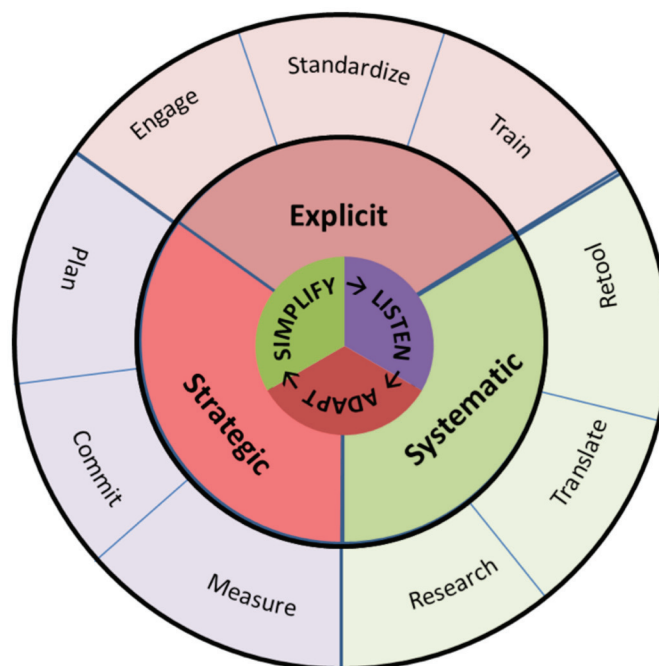 Engage
Standardize
Train
Plan
Retool
Commit
Translate
Measure
Research
Explicit
Strategic
Systematic
SIMPLIFY → LISTEN → ADAPT →